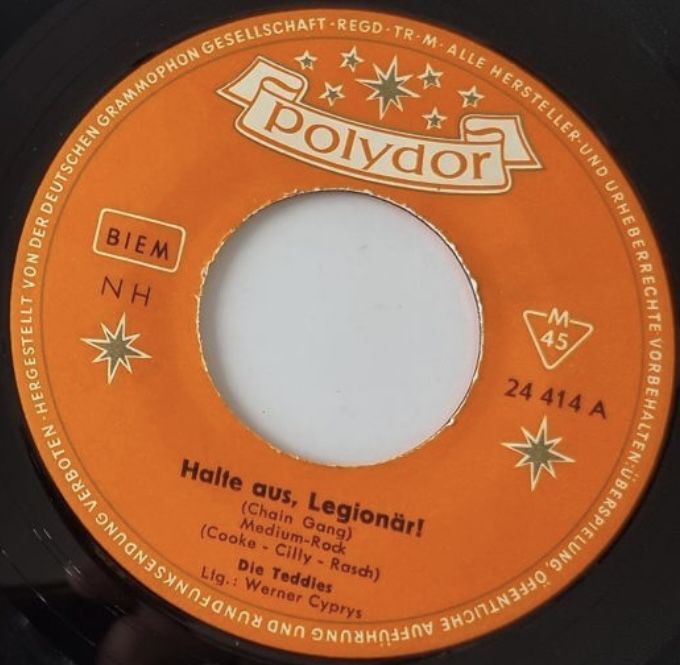 HERGESTELLT VON DER DEUTSCHEN GRAMMOPHON GESELLSCHAFT · REGD · TR · M · ALLE HERSTELLER- UND URHEBERRECHTE VORBEHALTEN · ÜBERSPIELUNG, ÖFFENTLICHE AUFFÜHRUNG UND RUNDFUNKSENDUNG VERBOTEN ·
polydor
BIEM
NH
M
45
24 414 A
Halte aus, Legionär!
(Chain Gang)
Medium-Rock
(Cooke - Cilly - Rasch)
Die Teddies
Ltg.: Werner Cyprys